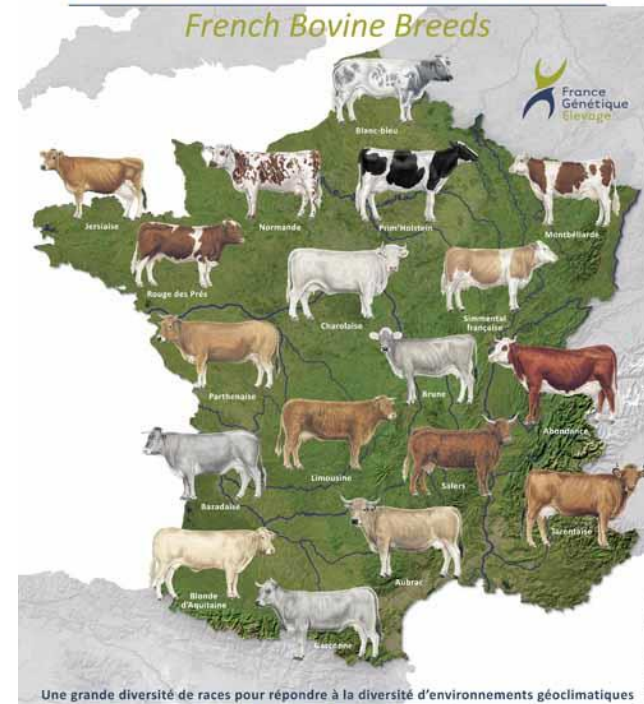 French Bovine Breeds
France
Génétique
Elevage
Blanc-bleu
Jersiaise
Normande
Prim'Holstein
Montbéliarde
Rouge des Prés
Charolaise
Simmental
française
Parthenaise
Brune
Abondance
Limousine
Salers
Bazadaise
Tarentaise
Aubrac
Blonde
d'Aquitaine
Gasconne
Une grande diversité de races pour répondre à la diversité d'environnements géoclimatiques